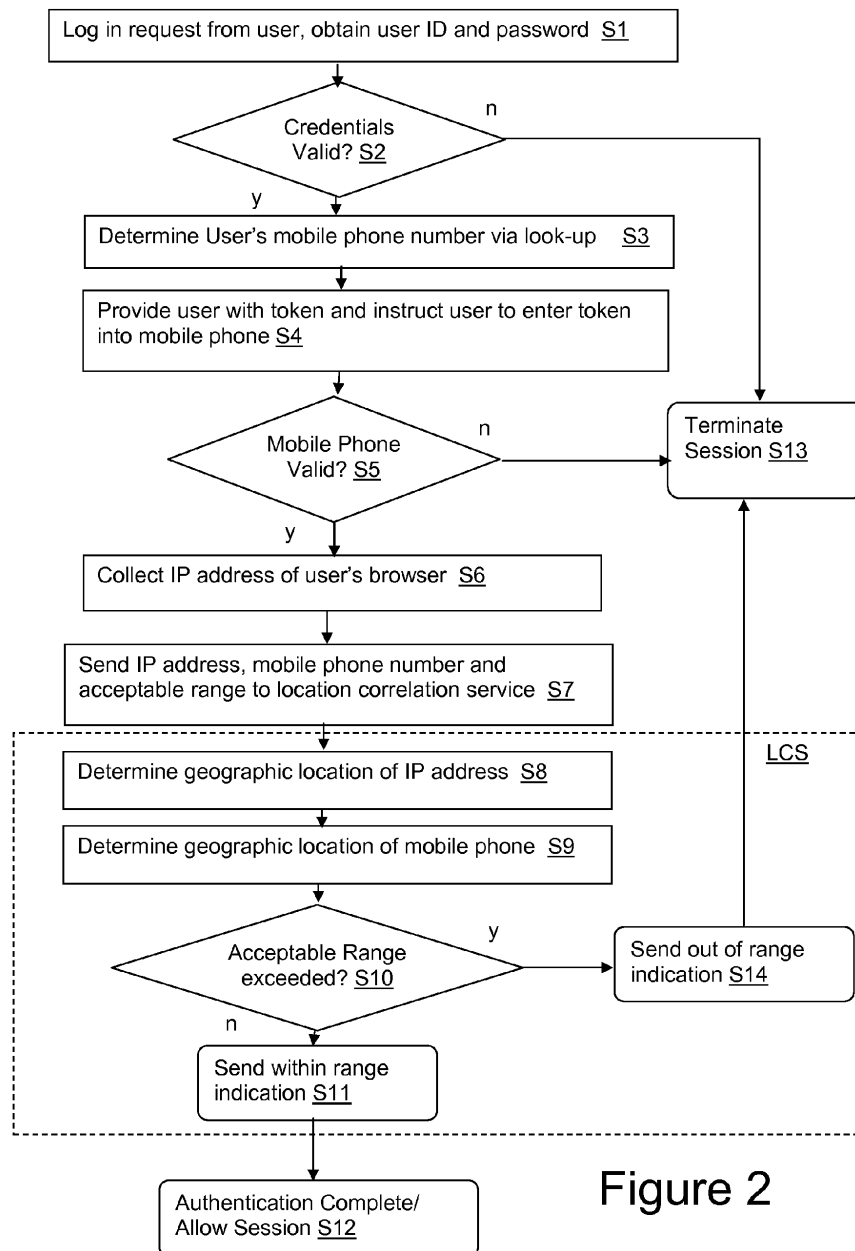 Log in request from user, obtain user ID and password S1
Credentials
Valid? S2
n
y
Determine User's mobile phone number via look-up S3
Provide user with token and instruct user to enter token
into mobile phone S4
Mobile Phone
Valid? S5
n
Terminate
Session S13
y
Collect IP address of user's browser S6
Send IP address, mobile phone number and
acceptable range to location correlation service S7
LCS
Determine geographic location of IP address S8
Determine geographic location of mobile phone S9
Acceptable Range
exceeded? S10
y
Send out of range
indication S14
n
Send within range
indication S11
Authentication Complete/
Allow Session S12
Figure 2